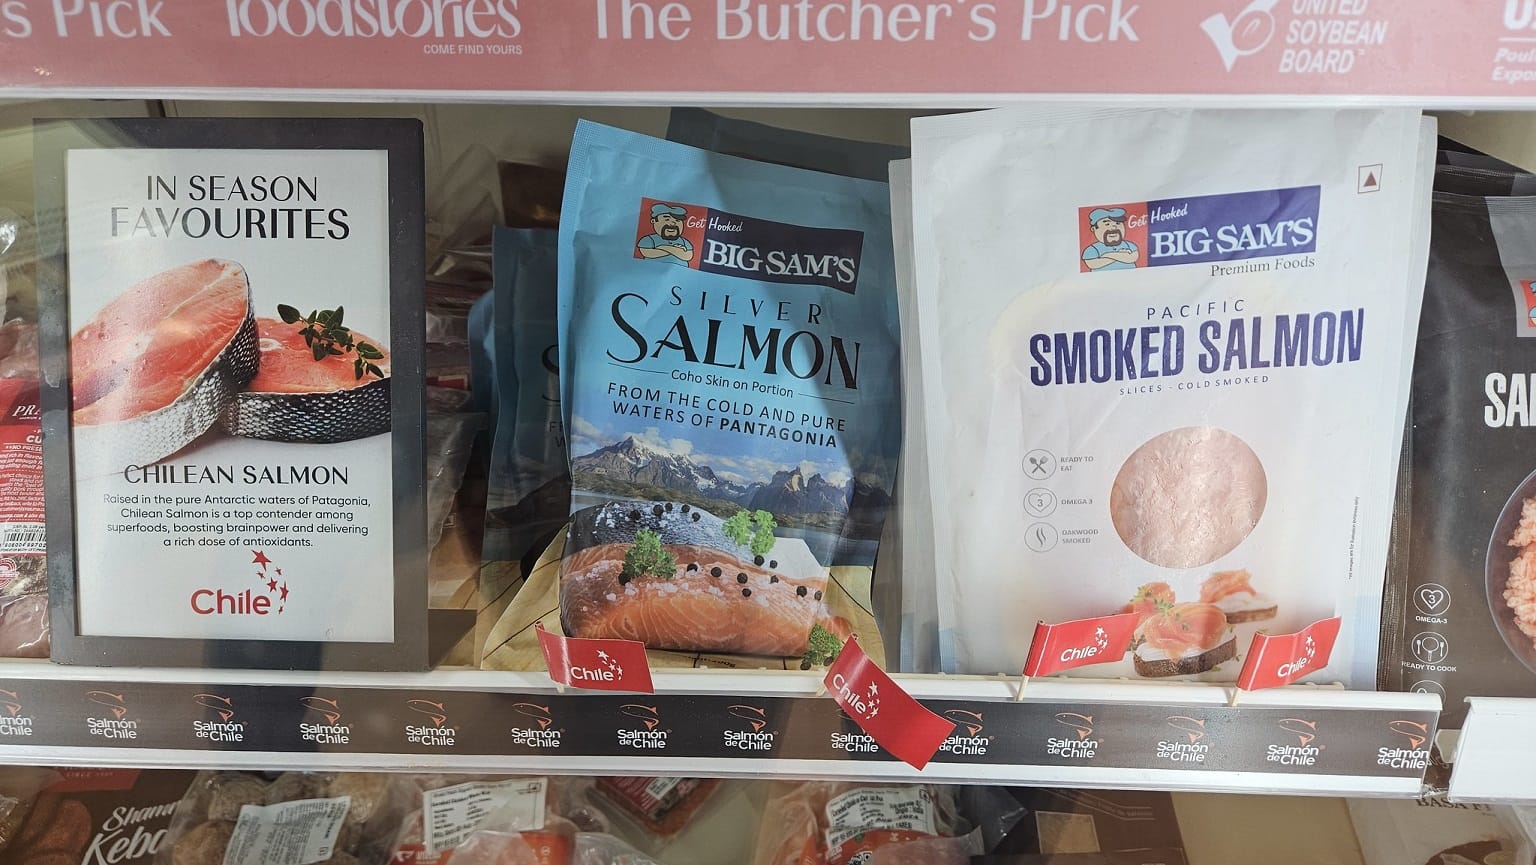 's Pick
foodstories
COME FIND YOURS
The Butcher's Pick
UNITED
SOYBEAN
BOARD
IN SEASON
FAVOURITES
CHILEAN SALMON
Raised in the pure Antarctic waters of Patagonia,
Chilean Salmon is a top contender among
superfoods, boosting brainpower and delivering
a rich dose of antioxidants.
Chile
Get Hooked
BIG SAM'S
SILVER
SALMON
Coho Skin on Portion
FROM THE COLD AND PURE
WATERS OF PANTAGONIA
Get Hooked
BIG SAM'S
Premium Foods
PACIFIC
SMOKED SALMON
SLICES - COLD SMOKED
READY TO
EAT
3
OMEGA 3
OAKWOOD
SMOKED
SAL
3
OMEGA-3
READY TO COOK
Chile
Chile
Chile
Chile
Salmón
de Chile
Salmón
de Chile
Salmón
de Chile
Salmón
de Chile
Salmón
de Chile
Salmón
de Chile
Salmón
de Chile
Salmón
de Chile
Salmón
de Chile
Salmón
de Chile
Salmón
de Chile
Salmón
de Chile
Salmón
de Chile
Salmón
de Chile